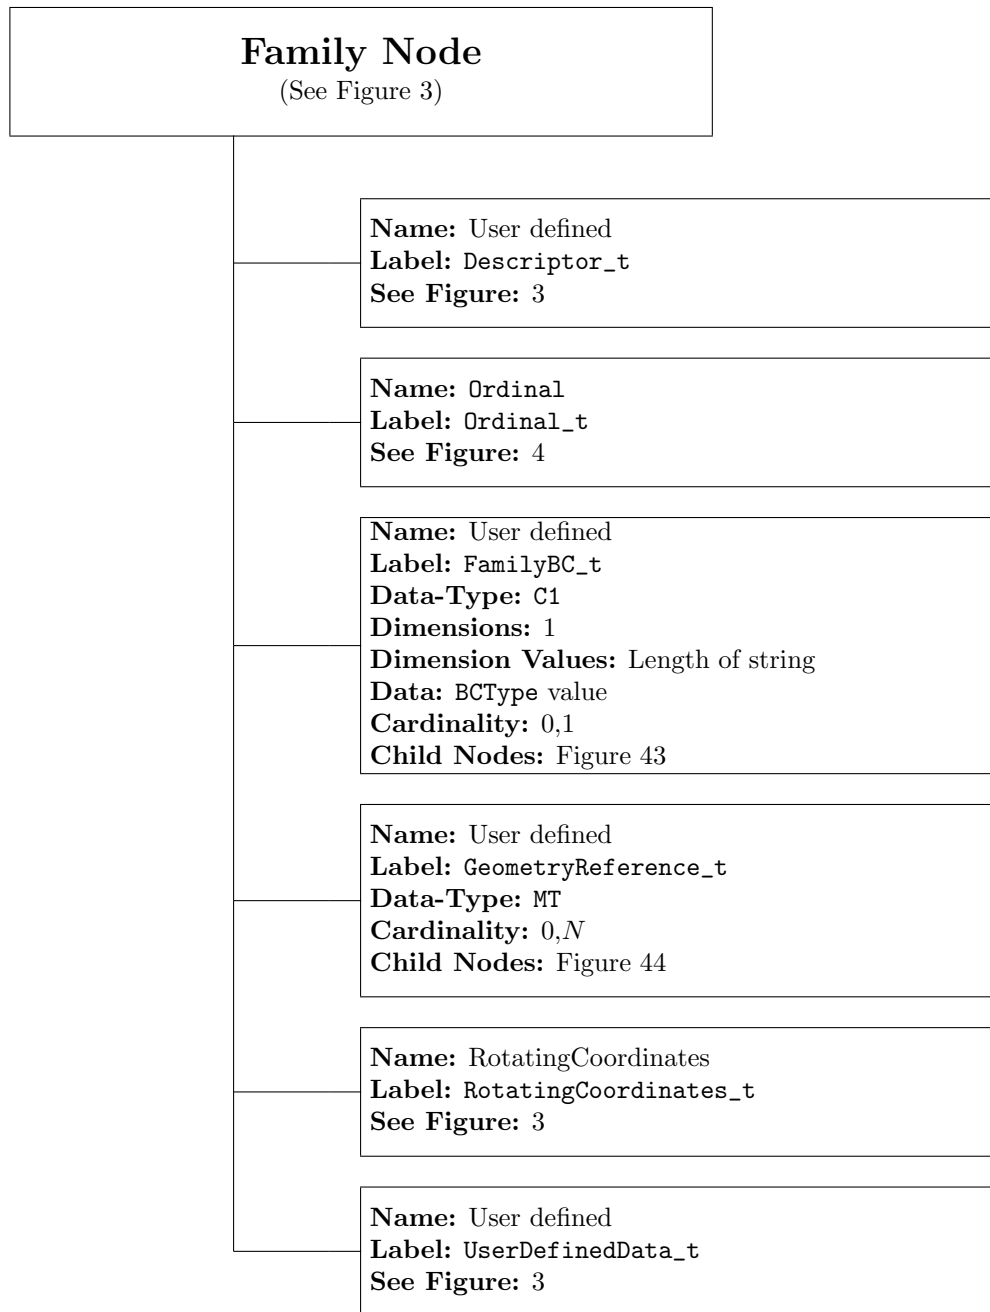 Family Node
(See Figure 3)
Name: User defined
Label: Descriptor_t
See Figure: 3
Name: Ordinal
Label: Ordinal_t
See Figure: 4
Name: User defined
Label: FamilyBC_t
Data-Type: C1
Dimensions: 1
Dimension Values: Length of string
Data: BCType value
Cardinality: 0,1
Child Nodes: Figure 43
Name: User defined
Label: GeometryReference_t
Data-Type: MT
Cardinality: 0,N
Child Nodes: Figure 44
Name: RotatingCoordinates
Label: RotatingCoordinates_t
See Figure: 3
Name: User defined
Label: UserDefinedData_t
See Figure: 3